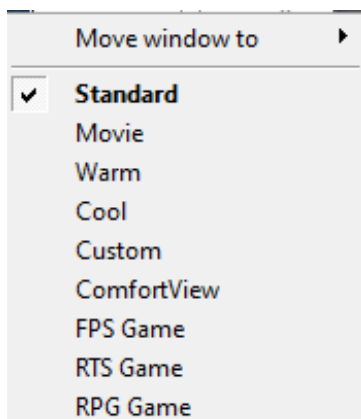 Move window to
Standard
Movie
Warm
Cool
Custom
ComfortView
FPS Game
RTS Game
RPG Game